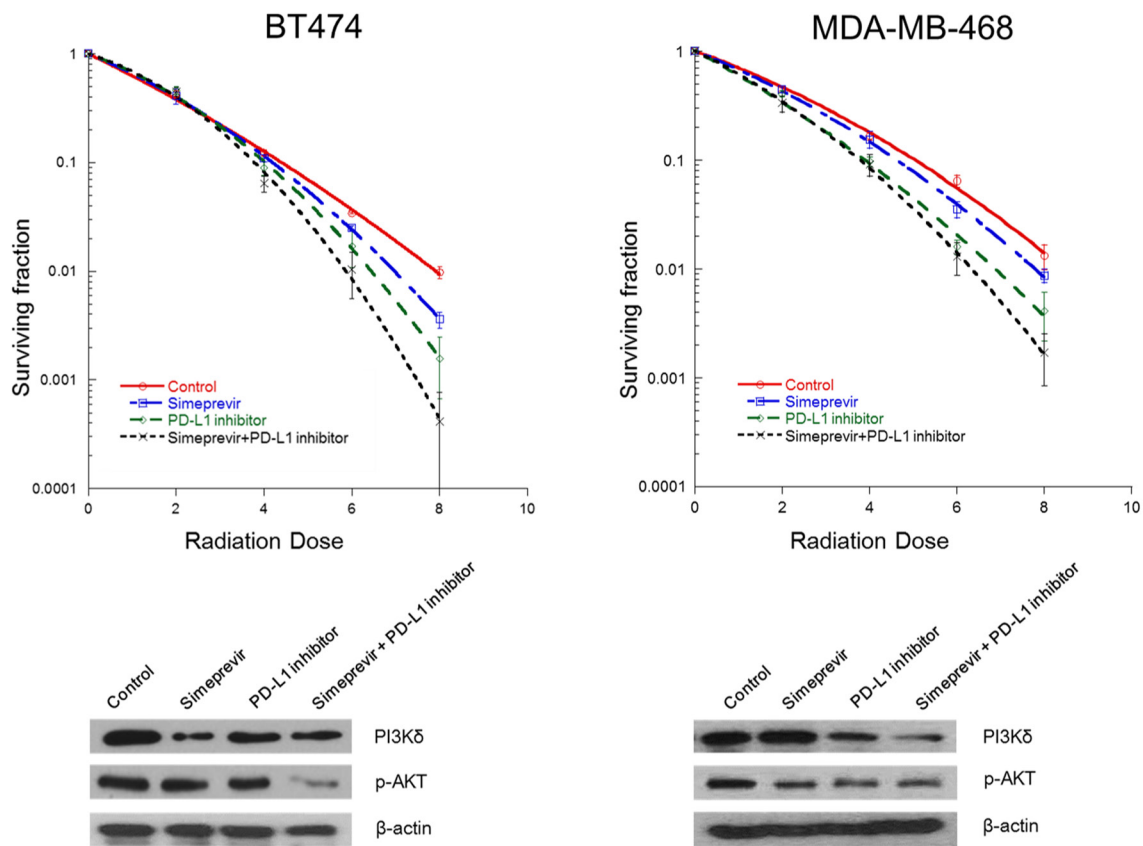 BT474
1
0.1
0.01
0.001
0.0001
Surviving fraction
Control
Simeprevir
PD-L1 inhibitor
Simeprevir+PD-L1 inhibitor
0 2 4 6 8 10
Radiation Dose
MDA-MB-468
1
0.1
0.01
0.001
0.0001
Surviving fraction
Control
Simeprevir
PD-L1 inhibitor
Simeprevir+PD-L1 inhibitor
0 2 4 6 8 10
Radiation Dose
Control
Simeprevir
PD-L1 inhibitor
Simeprevir + PD-L1 inhibitor
PI3Kδ
p-AKT
β-actin
Control
Simeprevir
PD-L1 inhibitor
Simeprevir + PD-L1 inhibitor
PI3Kδ
p-AKT
β-actin